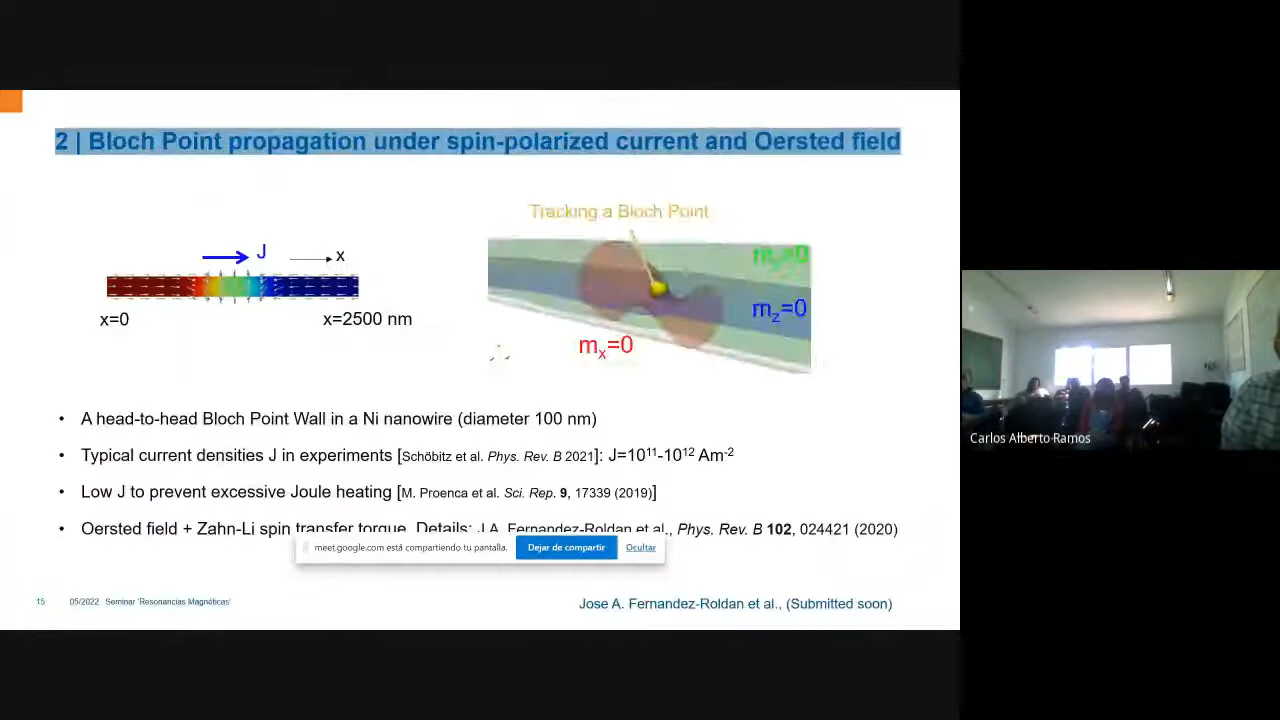 2 | Bloch Point propagation under spin-polarized current and Oersted field
Tracking a Bloch Point
J
x
x=0
x=2500 nm
my=0
mz=0
mx=0
• A head-to-head Bloch Point Wall in a Ni nanowire (diameter 100 nm)
• Typical current densities J in experiments [Schöbitz et al. Phys. Rev. B 2021]: J=10¹¹-10¹² Am⁻²
• Low J to prevent excessive Joule heating [M. Proenca et al. Sci. Rep. 9, 17339 (2019)]
• Oersted field + Zahn-Li spin transfer torque. Details: J.A. Fernandez-Roldan et al., Phys. Rev. B 102, 024421 (2020)
meet.google.com está compartiendo tu pantalla. Dejar de compartir Ocultar
15 05/2022 Seminar 'Resonancias Magnéticas'
Jose A. Fernandez-Roldan et al., (Submitted soon)
Carlos Alberto Ramos